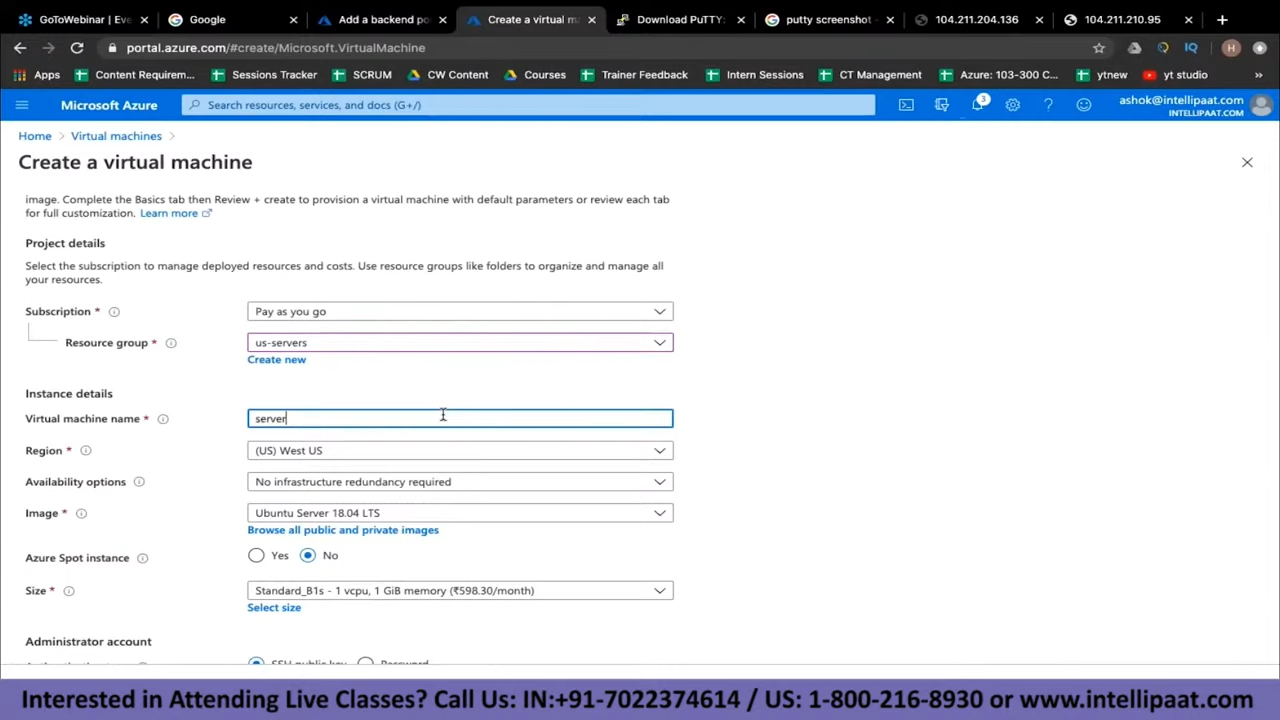 GoToWebinar | Eve
Google
Add a backend po
Create a virtual m
Download PuTTY:
putty screenshot -
104.211.204.136
104.211.210.95
portal.azure.com/#create/Microsoft.VirtualMachine
H
Apps
Content Requirem...
Sessions Tracker
SCRUM
CW Content
Courses
Trainer Feedback
Intern Sessions
CT Management
Azure: 103-300 C...
ytnew
yt studio
»
Microsoft Azure
Search resources, services, and docs (G+/)
3
ashok@intellipaat.com
INTELLIPAAT.COM
Home > Virtual machines >
Create a virtual machine
image. Complete the Basics tab then Review + create to provision a virtual machine with default parameters or review each tab
for full customization. Learn more
Project details
Select the subscription to manage deployed resources and costs. Use resource groups like folders to organize and manage all
your resources.
Subscription *
Pay as you go
Resource group *
us-servers
Create new
Instance details
Virtual machine name *
server
Region *
(US) West US
Availability options
No infrastructure redundancy required
Image *
Ubuntu Server 18.04 LTS
Browse all public and private images
Azure Spot instance
Yes
No
Size *
Standard_B1s - 1 vcpu, 1 GiB memory (₹598.30/month)
Select size
Administrator account
SSH public key
Password
Interested in Attending Live Classes? Call Us: IN:+91-7022374614 / US: 1-800-216-8930 or www.intellipaat.com